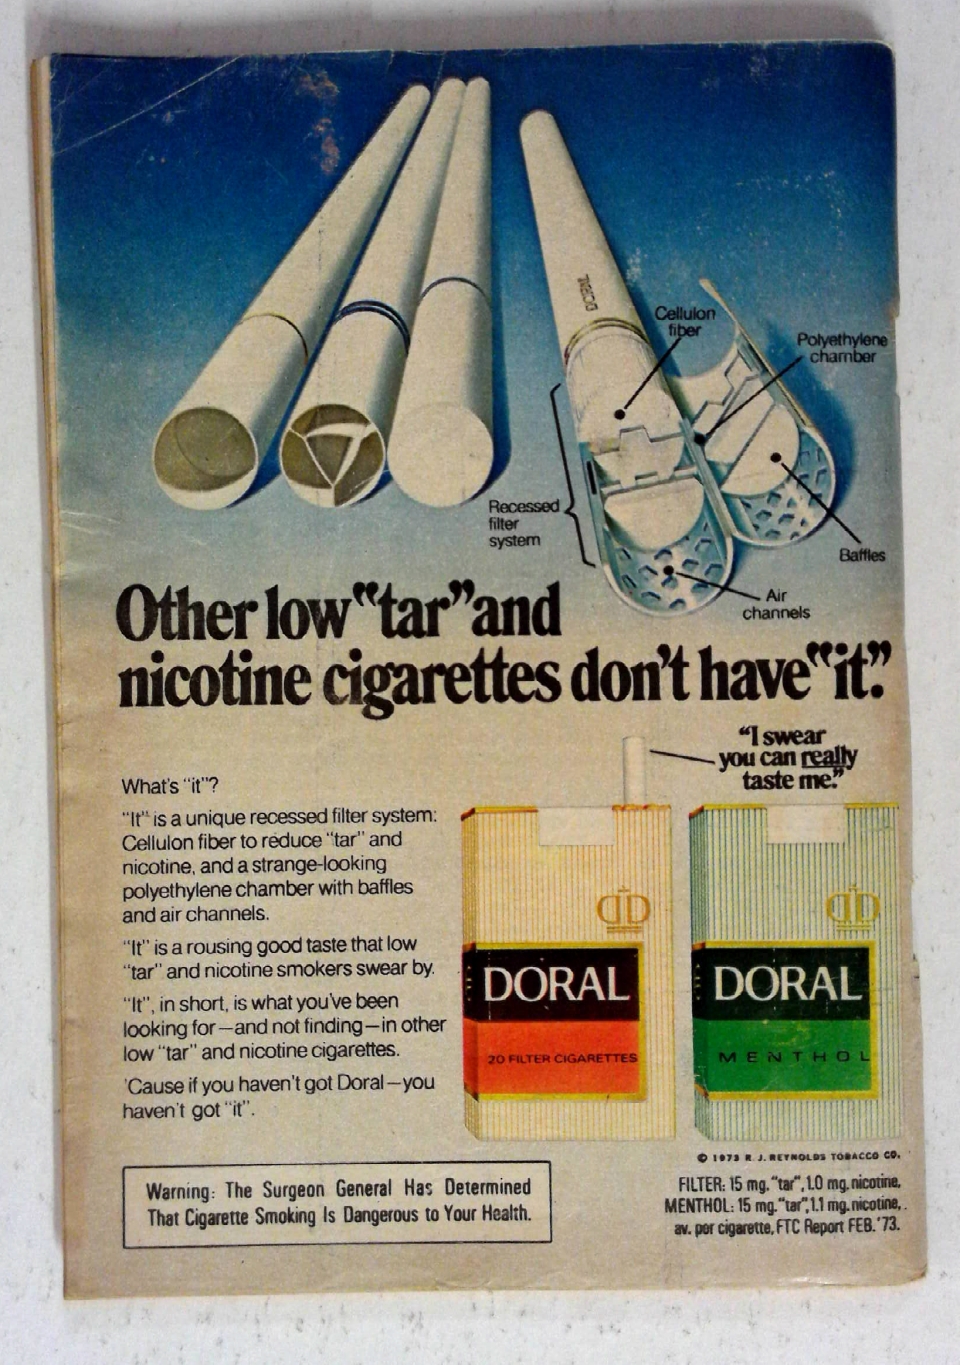 DORAL
Cellulon
fiber
Polyethylene
chamber
Recessed
filter
system
Baffles
Air
channels
Other low "tar" and
nicotine cigarettes don't have "it".
"I swear
you can really
taste me."
What's "it"?
"It" is a unique recessed filter system:
Cellulon fiber to reduce "tar" and
nicotine, and a strange-looking
polyethylene chamber with baffles
and air channels.
"It" is a rousing good taste that low
"tar" and nicotine smokers swear by.
"It", in short, is what you've been
looking for—and not finding—in other
low "tar" and nicotine cigarettes.
'Cause if you haven't got Doral—you
haven't got "it".
DD
DORAL
20 FILTER CIGARETTES
DD
DORAL
MENTHOL
© 1973 R. J. REYNOLDS TOBACCO CO.
Warning: The Surgeon General Has Determined
That Cigarette Smoking Is Dangerous to Your Health.
FILTER: 15 mg. "tar", 1.0 mg. nicotine,
MENTHOL: 15 mg. "tar", 1.1 mg. nicotine,
av. per cigarette, FTC Report FEB. '73.